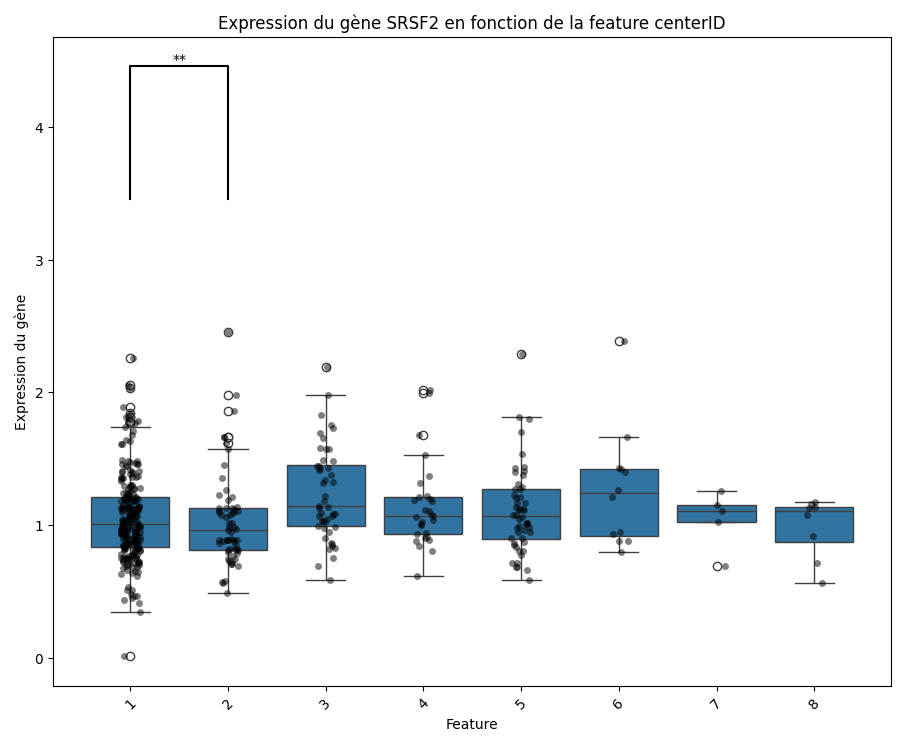 Expression du gène SRSF2 en fonction de la feature centerID
**
Expression du gène
4
3
2
1
0
1 2 3 4 5 6 7 8
Feature